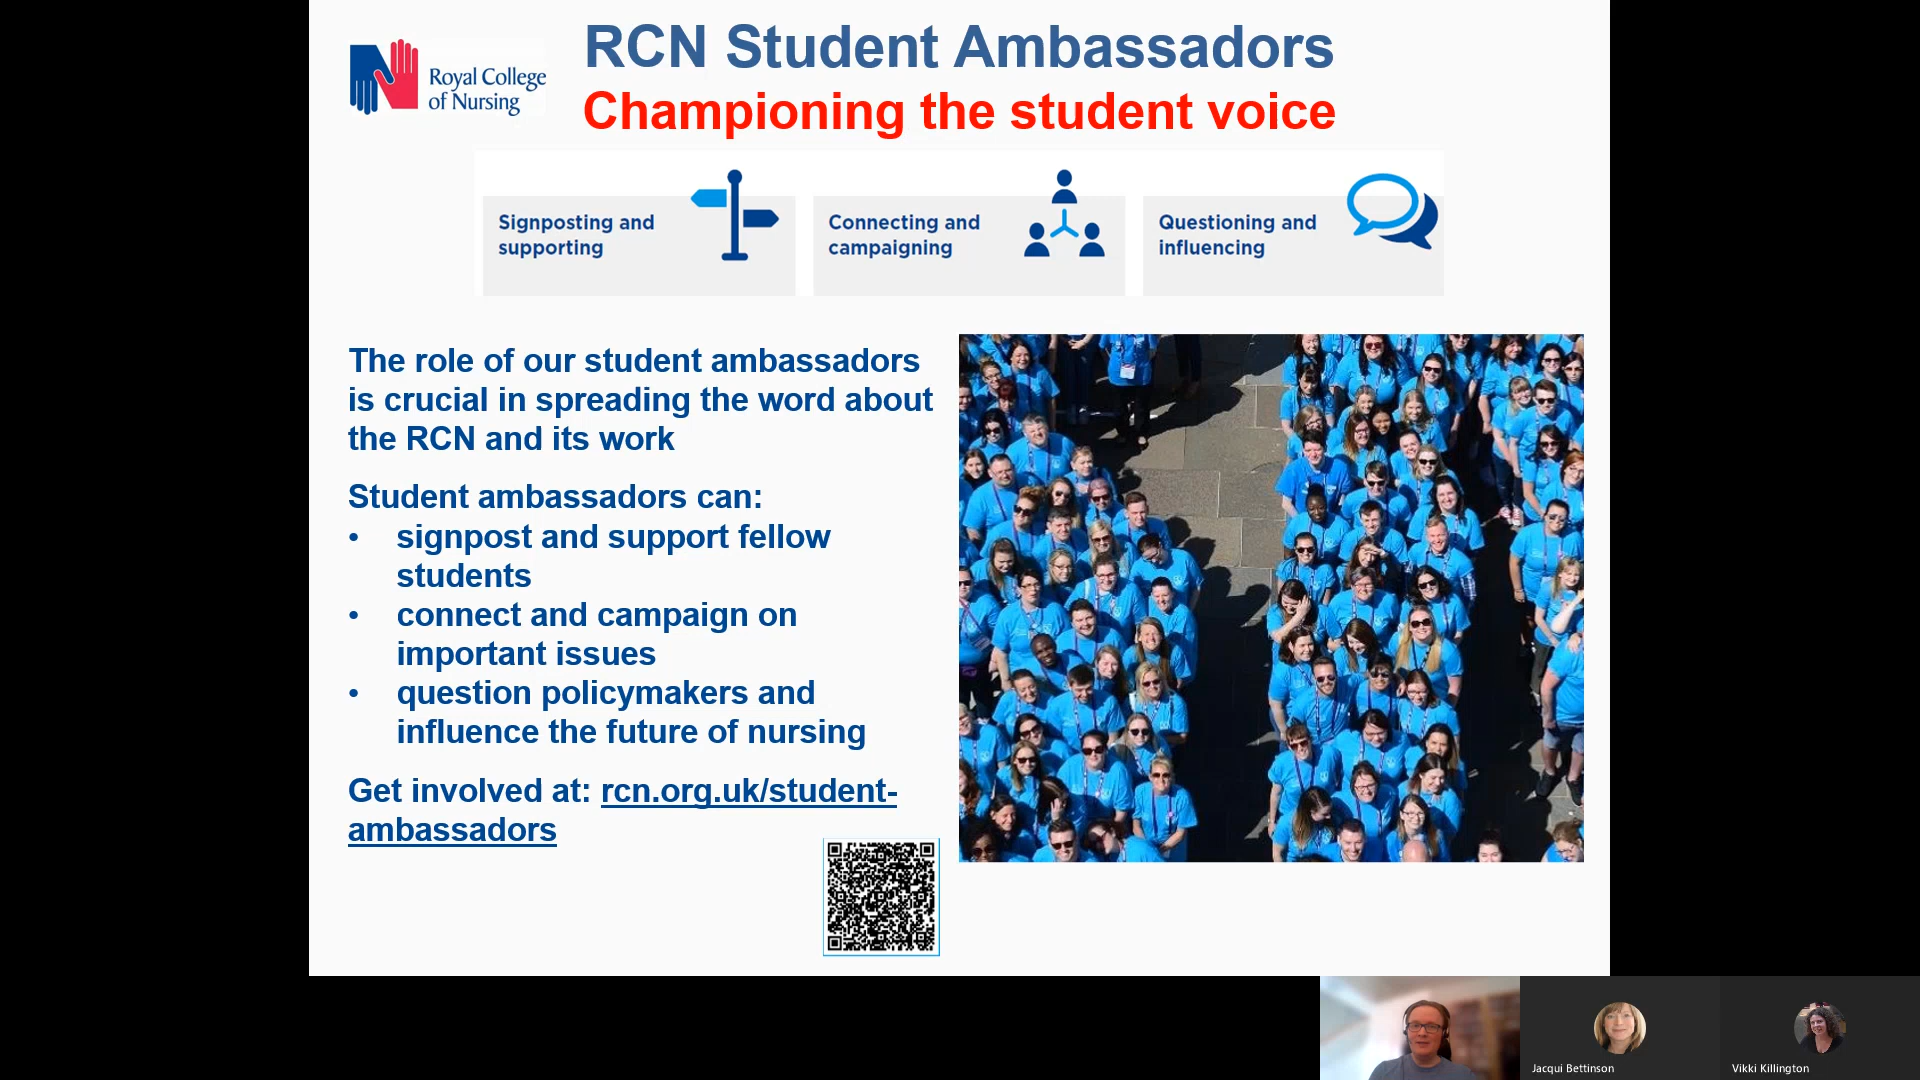 RCN Student Ambassadors
Royal College
of Nursing
Championing the student voice
Signposting and
supporting
Connecting and
campaigning
Questioning and
influencing
The role of our student ambassadors
is crucial in spreading the word about
the RCN and its work
Student ambassadors can:
• signpost and support fellow
students
• connect and campaign on
important issues
• question policymakers and
influence the future of nursing
Get involved at: rcn.org.uk/student-
ambassadors
Jacqui Bettinson
Vikki Killington